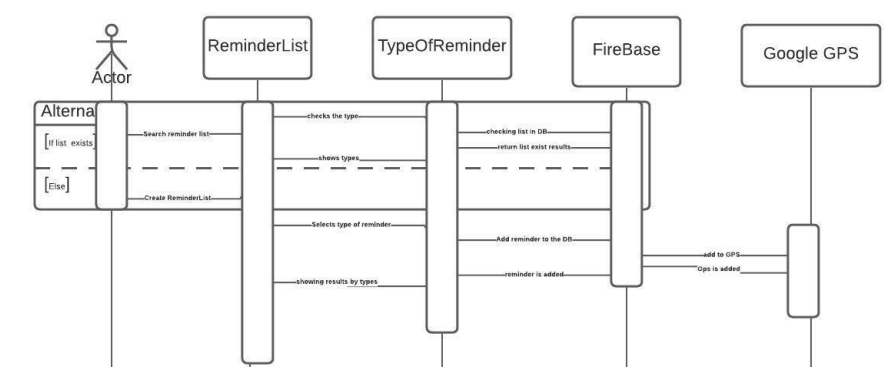 Actor
ReminderList
TypeOfReminder
FireBase
Google GPS
Alterna
[If list exists]
checks the type
Search reminder list
checking list in DB
return list exist results
shows types
[Else]
Create ReminderList
Selects type of reminder
Add reminder to the DB
add to GPS
Gps is added
reminder is added
showing results by types